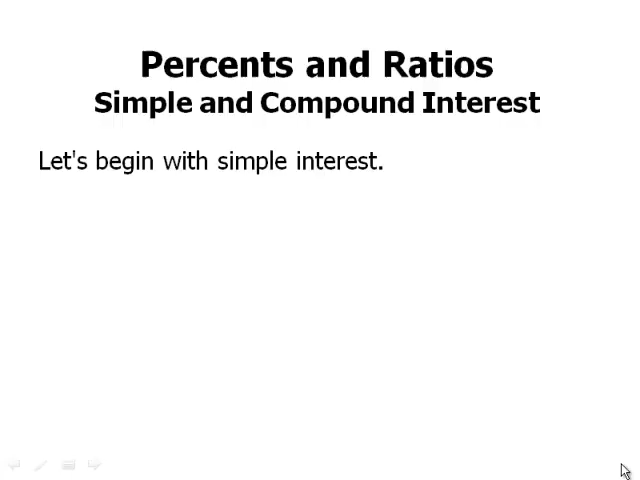 Percents and Ratios
Simple and Compound Interest
Let's begin with simple interest.